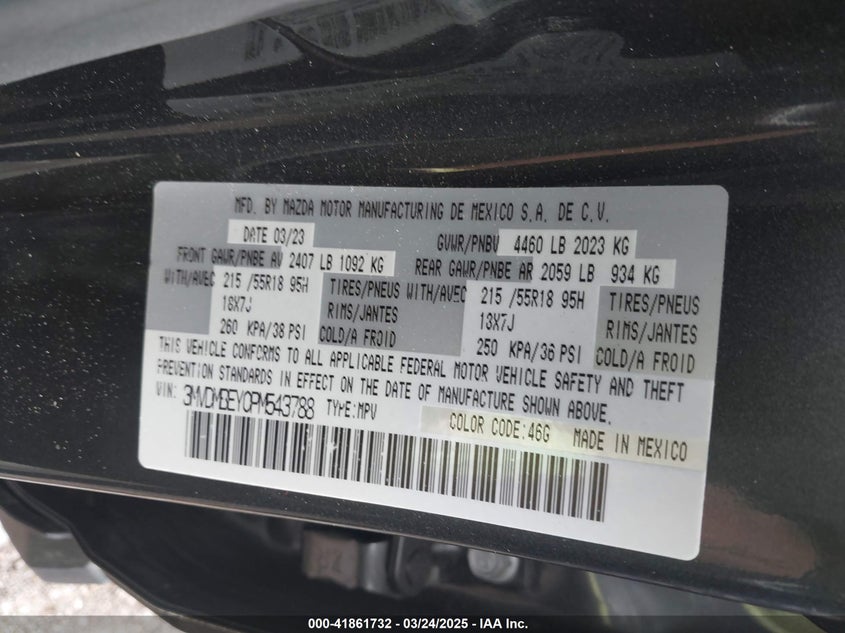 MFD. BY MAZDA MOTOR MANUFACTURING DE MEXICO S.A. DE C.V.
DATE 03/23 GVWR/PNBV 4460 LB 2023 KG
FRONT GAWR/PNBE AV 2407 LB 1092 KG REAR GAWR/PNBE AR 2059 LB 934 KG
WITH/AVEC 215 /55R18 95H TIRES/PNEUS WITH/AVEC 215 /55R18 95H TIRES/PNEUS
18X7J RIMS/JANTES 18X7J RIMS/JANTES
260 KPA/38 PSI COLD/A FROID 250 KPA/36 PSI COLD/A FROID
THIS VEHICLE CONFORMS TO ALL APPLICABLE FEDERAL MOTOR VEHICLE SAFETY AND THEFT
PREVENTION STANDARDS IN EFFECT ON THE DATE OF MANUFACTURE SHOWN ABOVE.
VIN: 3MVDMBEY0PM543788 TYPE:MPV
COLOR CODE:46G MADE IN MEXICO
000-41861732 - 03/24/2025 - IAA Inc.